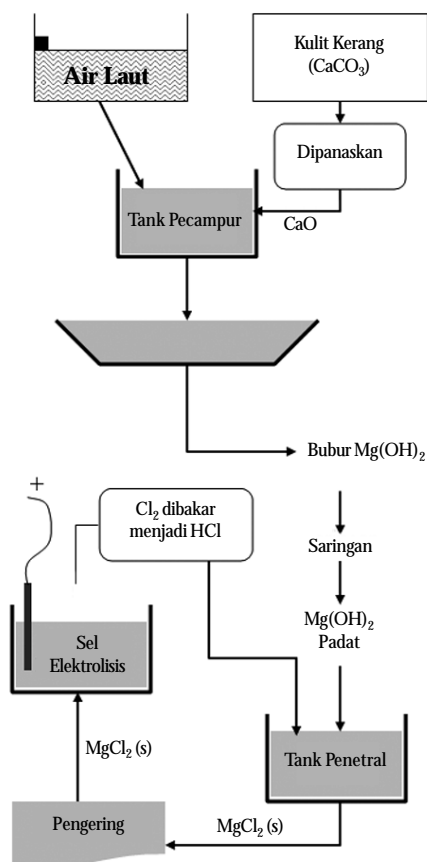 Air Laut
Kulit Kerang
(CaCO₃)
Dipanaskan
Tank Pecampur
CaO
Bubur Mg(OH)₂
+
Cl₂ dibakar
menjadi HCl
Saringan
Mg(OH)₂
Padat
Sel
Elektrolisis
MgCl₂ (s)
Tank Penetral
Pengering
MgCl₂ (s)